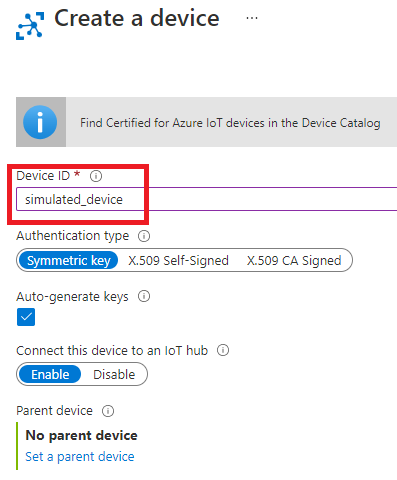 Create a device ...
Find Certified for Azure IoT devices in the Device Catalog
Device ID *
simulated_device
Authentication type
Symmetric key X.509 Self-Signed X.509 CA Signed
Auto-generate keys
Connect this device to an IoT hub
Enable Disable
Parent device
No parent device
Set a parent device